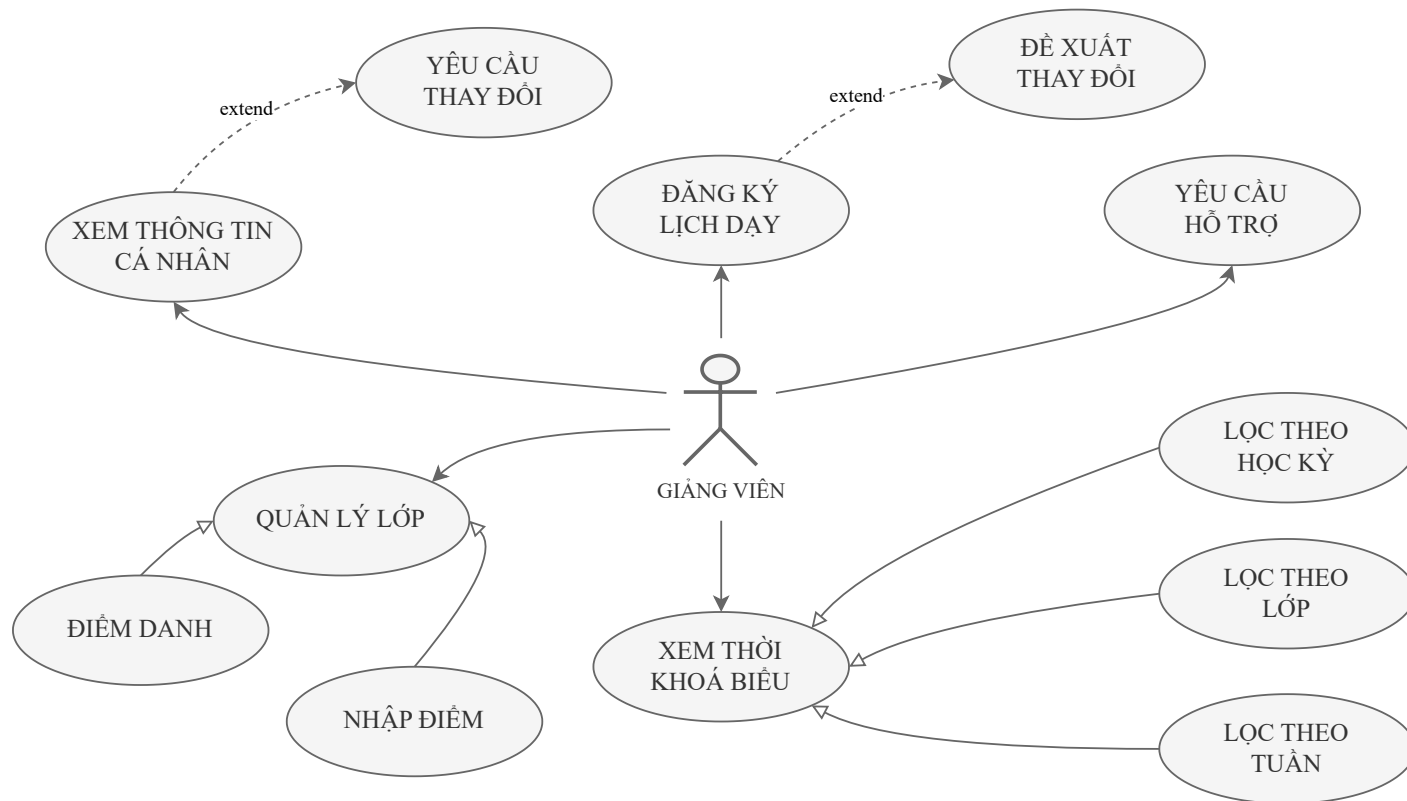 YÊU CẦU
THAY ĐỔI
ĐỀ XUẤT
THAY ĐỔI
extend
extend
XEM THÔNG TIN
CÁ NHÂN
ĐĂNG KÝ
LỊCH DẠY
YÊU CẦU
HỖ TRỢ
GIẢNG VIÊN
LỌC THEO
HỌC KỲ
QUẢN LÝ LỚP
LỌC THEO
LỚP
ĐIỂM DANH
XEM THỜI
KHOÁ BIỂU
NHẬP ĐIỂM
LỌC THEO
TUẦN